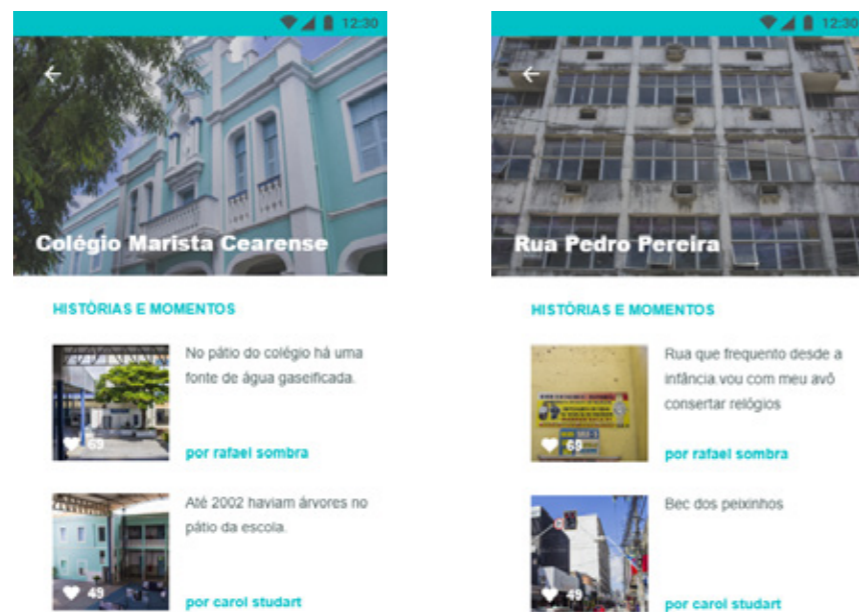 12:30
Colégio Marista Cearense
HISTÓRIAS E MOMENTOS
No pátio do colégio há uma
fonte de água gaseificada.
69
por rafael sombra
Até 2002 haviam árvores no
pátio da escola.
49
por carol studart
12:30
Rua Pedro Pereira
HISTÓRIAS E MOMENTOS
Rua que frequento desde a
infância.vou com meu avô
consertar relógios
69
por rafael sombra
Bec dos peixinhos
49
por carol studart